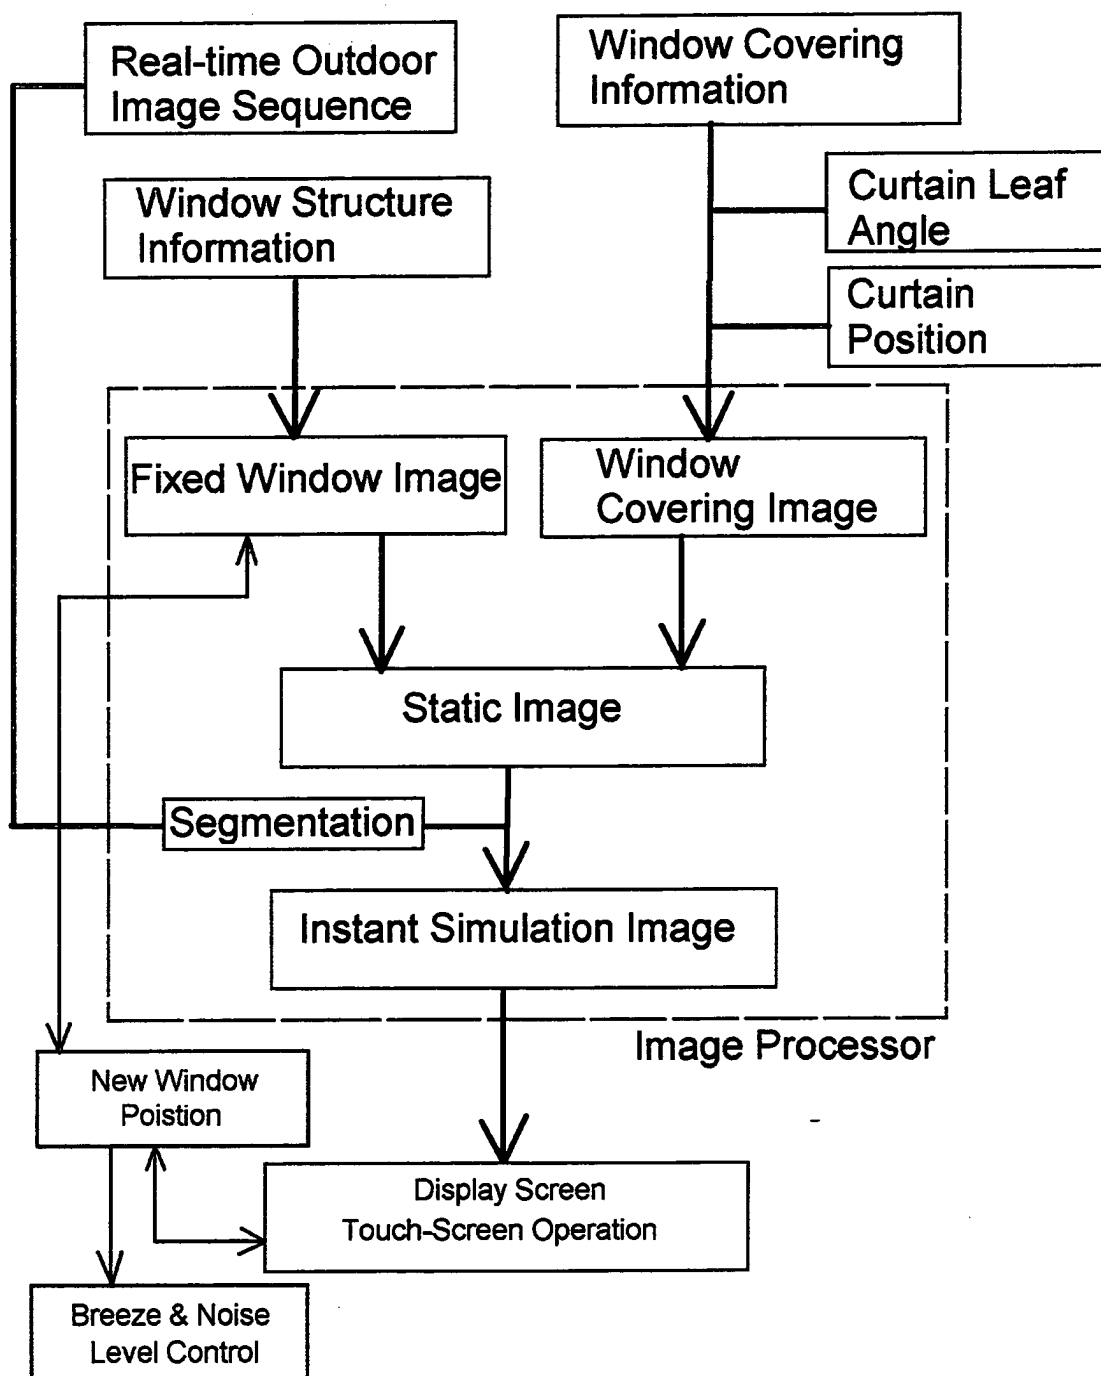 Real-time Outdoor
Image Sequence
Window Covering
Information
Window Structure
Information
Curtain Leaf
Angle
Curtain
Position
Fixed Window Image
Window
Covering Image
Static Image
Segmentation
Instant Simulation Image
Image Processor
New Window
Poistion
Display Screen
Touch-Screen Operation
Breeze & Noise
Level Control